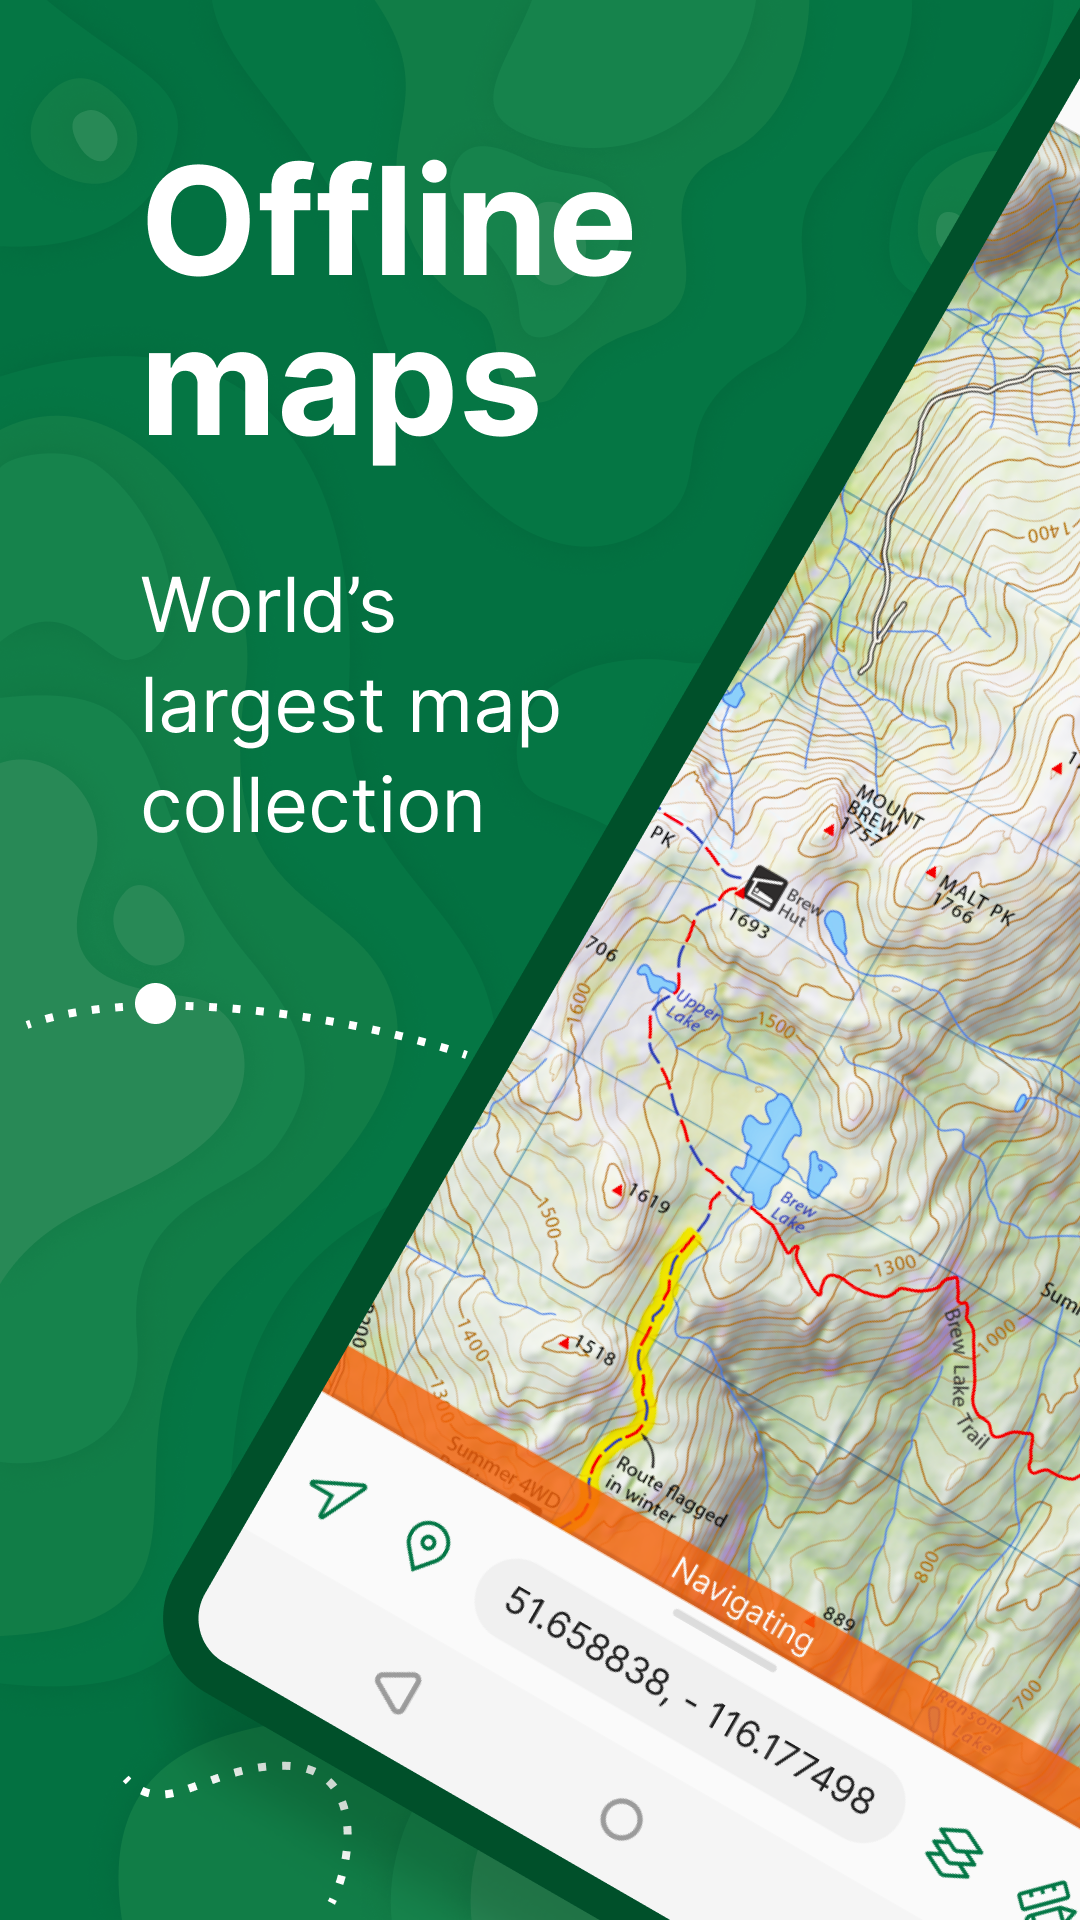 Offline
maps
World’s
largest map
collection
1400
MOUNT
BREW
1757
MALT PK
1766
PK
Brew
Hut
1693
706
1600
Upper
Lake
1500
Brew
Lake
1619
1500
1300
1518
1400
1300
Brew Lake Trail
1000
Summer 4WD
Route flagged
in winter
800
889
700
Ransom
Lake
Navigating
51.658838, - 116.177498